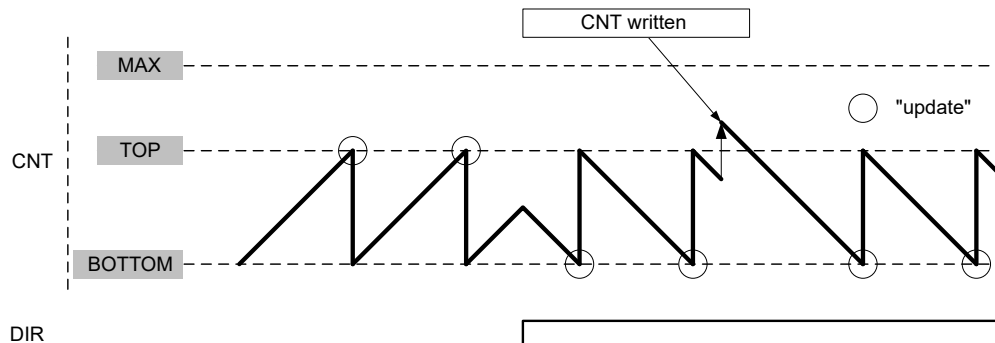 CNT written
MAX
"update"
TOP
CNT
BOTTOM
DIR